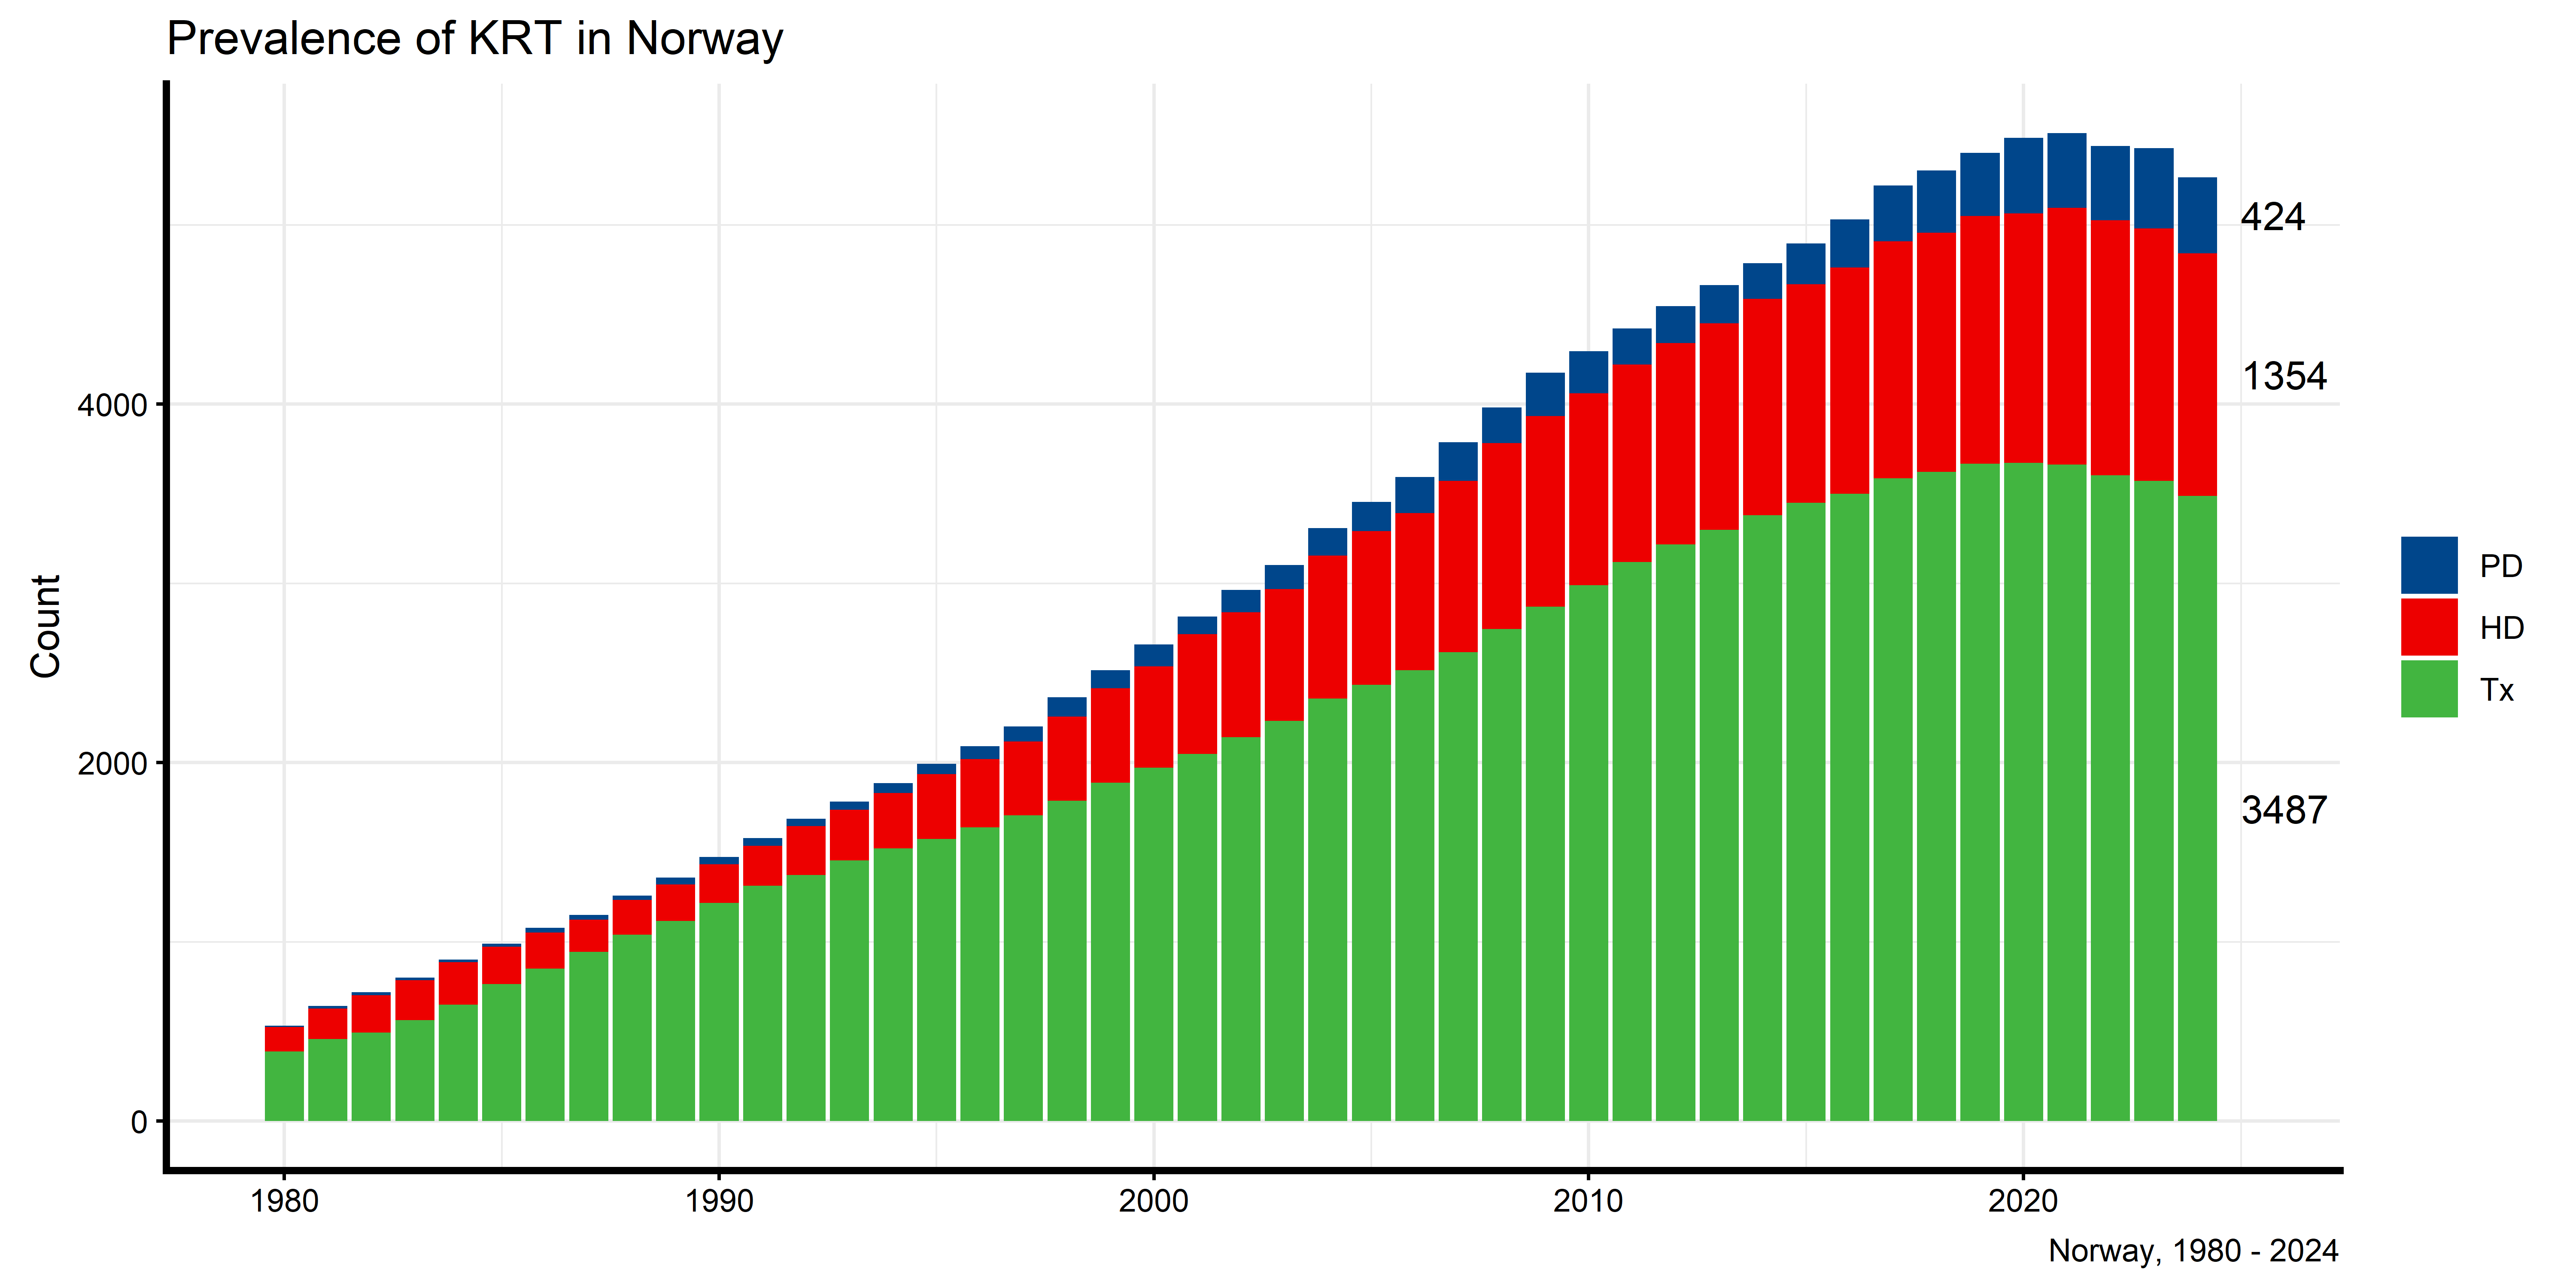 Prevalence of KRT in Norway
Count
4000
2000
0
424
1354
3487
PD
HD
Tx
1980 1990 2000 2010 2020
Norway, 1980 - 2024